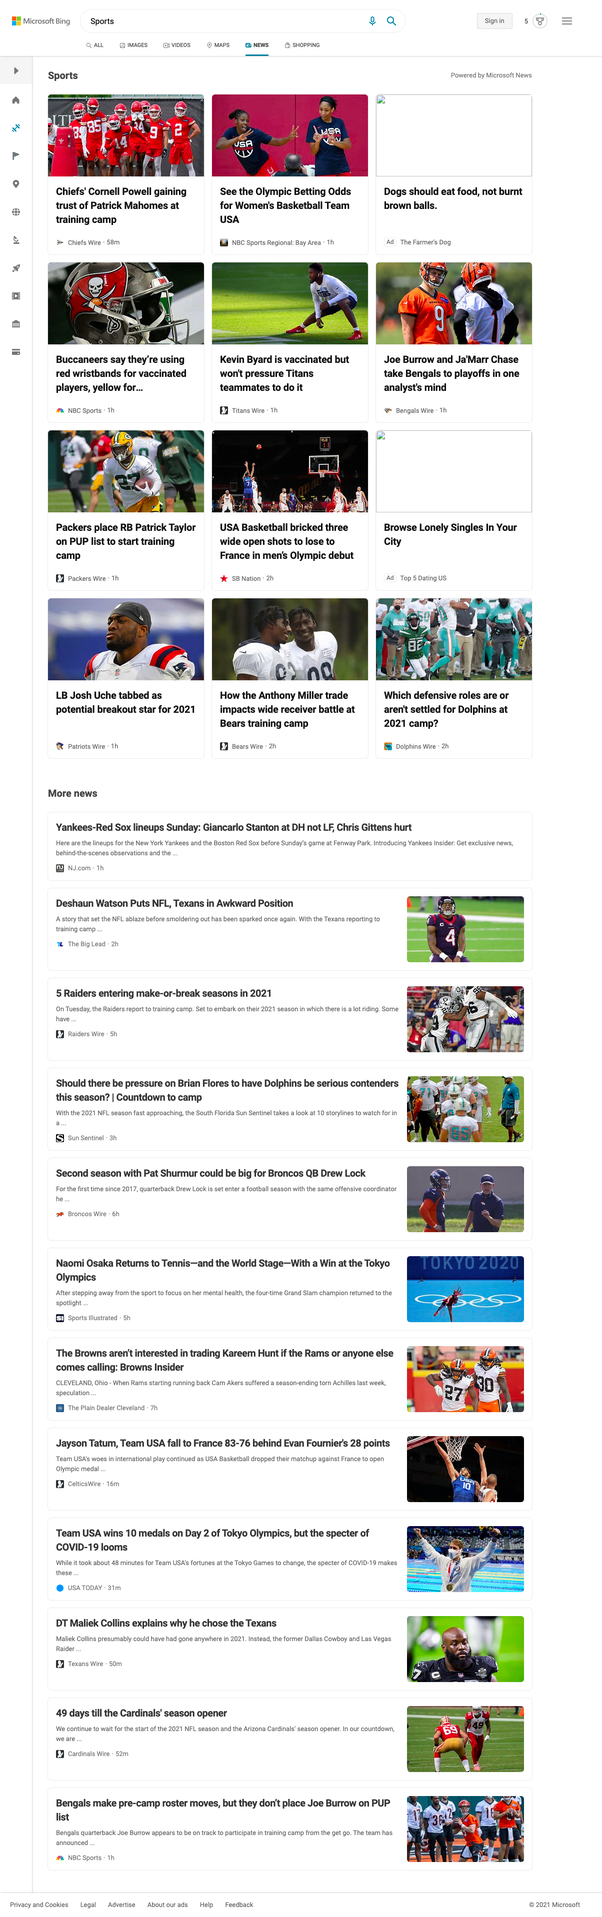 Microsoft Bing
Sports
Sign in
5
ALL
IMAGES
VIDEOS
MAPS
NEWS
SHOPPING
Sports
Powered by Microsoft News
Chiefs' Cornell Powell gaining
trust of Patrick Mahomes at
training camp
Chiefs Wire · 58m
See the Olympic Betting Odds
for Women's Basketball Team
USA
NBC Sports Regional: Bay Area · 1h
Dogs should eat food, not burnt
brown balls.
Ad The Farmer's Dog
Buccaneers say they're using
red wristbands for vaccinated
players, yellow for…
NBC Sports · 1h
Kevin Byard is vaccinated but
won't pressure Titans
teammates to do it
Titans Wire · 1h
Joe Burrow and Ja'Marr Chase
take Bengals to playoffs in one
analyst's mind
Bengals Wire · 1h
Packers place RB Patrick Taylor
on PUP list to start training
camp
Packers Wire · 1h
USA Basketball bricked three
wide open shots to lose to
France in men's Olympic debut
SB Nation · 2h
Browse Lonely Singles In Your
City
Ad Top 5 Dating US
LB Josh Uche tabbed as
potential breakout star for 2021
Patriots Wire · 1h
How the Anthony Miller trade
impacts wide receiver battle at
Bears training camp
Bears Wire · 2h
Which defensive roles are or
aren't settled for Dolphins at
2021 camp?
Dolphins Wire · 2h
More news
Yankees-Red Sox lineups Sunday: Giancarlo Stanton at DH not LF, Chris Gittens hurt
Here are the lineups for the New York Yankees and the Boston Red Sox before Sunday's game at Fenway Park. Introducing Yankees Insider: Get exclusive news,
behind-the-scenes observations and the ...
NJ.com · 1h
Deshaun Watson Puts NFL, Texans in Awkward Position
A story that set the NFL ablaze before smoldering out has been sparked once again. With the Texans reporting to
training camp ...
The Big Lead · 2h
5 Raiders entering make-or-break seasons in 2021
On Tuesday, the Raiders report to training camp. Set to embark on their 2021 season in which there is a lot riding. Some
have ...
Raiders Wire · 5h
Should there be pressure on Brian Flores to have Dolphins be serious contenders
this season? | Countdown to camp
With the 2021 NFL season fast approaching, the South Florida Sun Sentinel takes a look at 10 storylines to watch for in
a ...
Sun Sentinel · 3h
Second season with Pat Shurmur could be big for Broncos QB Drew Lock
For the first time since 2017, quarterback Drew Lock is set enter a football season with the same offensive coordinator
he ...
Broncos Wire · 6h
Naomi Osaka Returns to Tennis—and the World Stage—With a Win at the Tokyo
Olympics
After stepping away from the sport to focus on her mental health, the four-time Grand Slam champion returned to the
spotlight ...
Sports Illustrated · 5h
TOKYO 2020
The Browns aren't interested in trading Kareem Hunt if the Rams or anyone else
comes calling: Browns Insider
CLEVELAND, Ohio - When Rams starting running back Cam Akers suffered a season-ending torn Achilles last week,
speculation ...
The Plain Dealer Cleveland · 7h
Jayson Tatum, Team USA fall to France 83-76 behind Evan Fournier's 28 points
Team USA's woes in international play continued as USA Basketball dropped their matchup against France to open
Olympic medal ...
CelticsWire · 16m
Team USA wins 10 medals on Day 2 of Tokyo Olympics, but the specter of
COVID-19 looms
While it took about 48 minutes for Team USA's fortunes at the Tokyo Games to change, the specter of COVID-19 makes
these ...
USA TODAY · 31m
DT Maliek Collins explains why he chose the Texans
Maliek Collins presumably could have had gone anywhere in 2021. Instead, the former Dallas Cowboy and Las Vegas
Raider ...
Texans Wire · 50m
49 days till the Cardinals' season opener
We continue to wait for the start of the 2021 NFL season and the Arizona Cardinals' season opener. In our countdown,
we are ...
Cardinals Wire · 52m
Bengals make pre-camp roster moves, but they don't place Joe Burrow on PUP
list
Bengals quarterback Joe Burrow appears to be on track to participate in training camp from the get go. The team has
announced ...
NBC Sports · 1h
Privacy and Cookies
Legal
Advertise
About our ads
Help
Feedback
© 2021 Microsoft